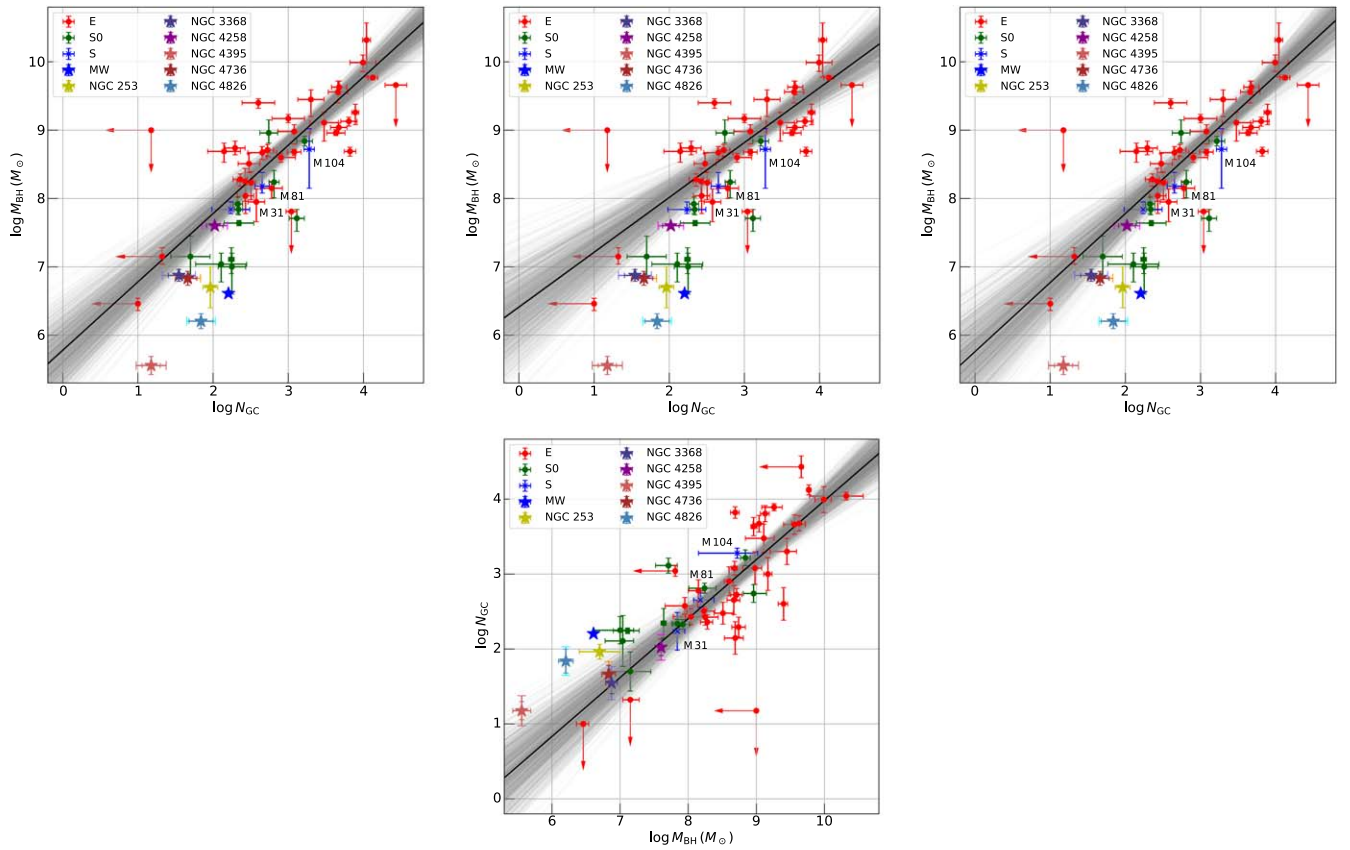 E
S0
S
MW
NGC 253
NGC 3368
NGC 4258
NGC 4395
NGC 4736
NGC 4826
M 104
M 81
M 31
10
9
8
7
6
log M_BH (M_⊙)
0 1 2 3 4
log N_GC
E
S0
S
MW
NGC 253
NGC 3368
NGC 4258
NGC 4395
NGC 4736
NGC 4826
M 104
M 81
M 31
10
9
8
7
6
log M_BH (M_⊙)
0 1 2 3 4
log N_GC
E
S0
S
MW
NGC 253
NGC 3368
NGC 4258
NGC 4395
NGC 4736
NGC 4826
M 104
M 81
M 31
10
9
8
7
6
log M_BH (M_⊙)
0 1 2 3 4
log N_GC
E
S0
S
MW
NGC 253
NGC 3368
NGC 4258
NGC 4395
NGC 4736
NGC 4826
M 104
M 81
M 31
4
3
2
1
0
log N_GC
6 7 8 9 10
log M_BH (M_⊙)